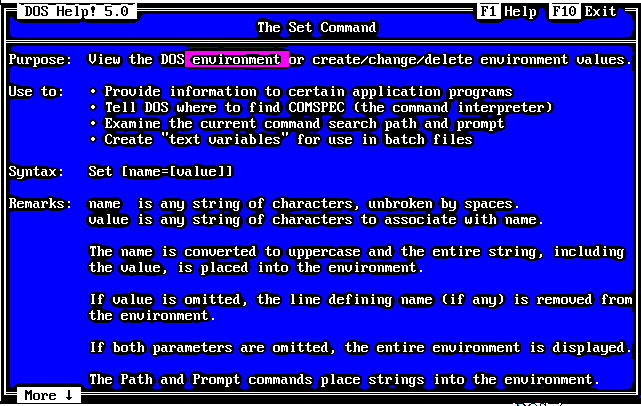 DOS Help! 5.0
F1 Help F10 Exit
The Set Command
Purpose: View the DOS environment or create/change/delete environment values.
Use to: • Provide information to certain application programs
• Tell DOS where to find COMSPEC (the command interpreter)
• Examine the current command search path and prompt
• Create "text variables" for use in batch files
Syntax: Set [name=[value]]
Remarks: name is any string of characters, unbroken by spaces.
value is any string of characters to associate with name.
The name is converted to uppercase and the entire string, including
the value, is placed into the environment.
If value is omitted, the line defining name (if any) is removed from
the environment.
If both parameters are omitted, the entire environment is displayed.
The Path and Prompt commands place strings into the environment.
More ↓